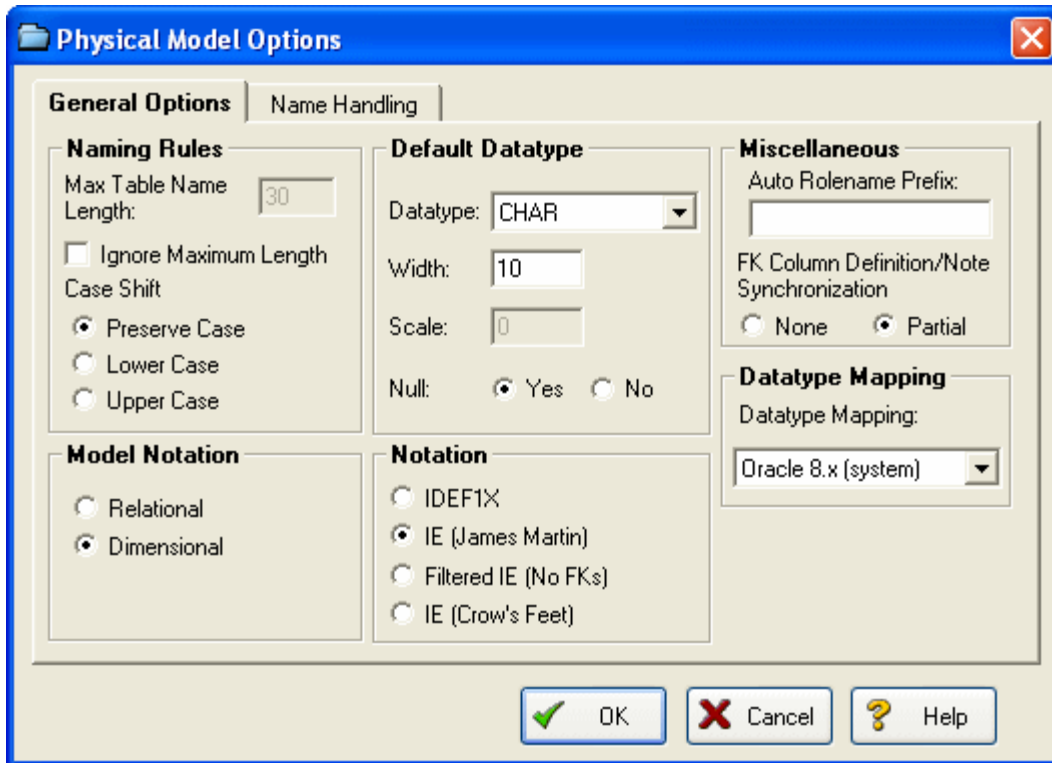 Physical Model Options
General Options
Name Handling
Naming Rules
Max Table Name
Length:
30
Ignore Maximum Length
Case Shift
Preserve Case
Lower Case
Upper Case
Default Datatype
Datatype:
CHAR
Width:
10
Scale:
0
Null:
Yes
No
Miscellaneous
Auto Rolename Prefix:
FK Column Definition/Note
Synchronization
None
Partial
Datatype Mapping
Datatype Mapping:
Oracle 8.x (system)
Model Notation
Relational
Dimensional
Notation
IDEF1X
IE (James Martin)
Filtered IE (No FKs)
IE (Crow's Feet)
OK
Cancel
Help